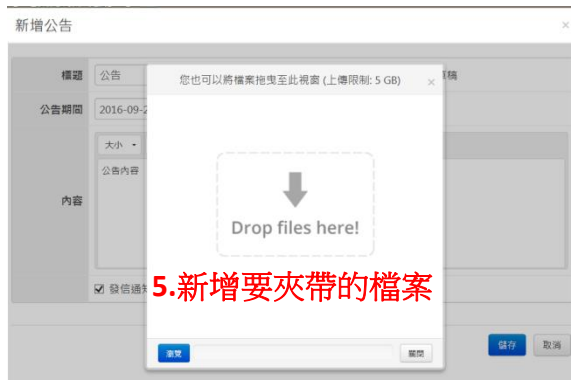 新增公告 ×
標題 公告 稿
您也可以將檔案拖曳至此視窗 (上傳限制: 5 GB) ×
公告期間 2016-09-2
大小
公告內容
內容
Drop files here!
5.新增要夾帶的檔案
發信通知
瀏覽 關閉
儲存 取消